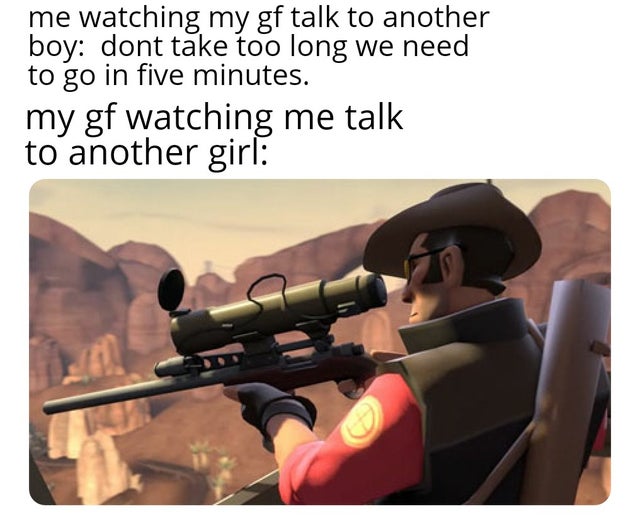 me watching my gf talk to another
boy:  dont take too long we need
to go in five minutes.
my gf watching me talk
to another girl: